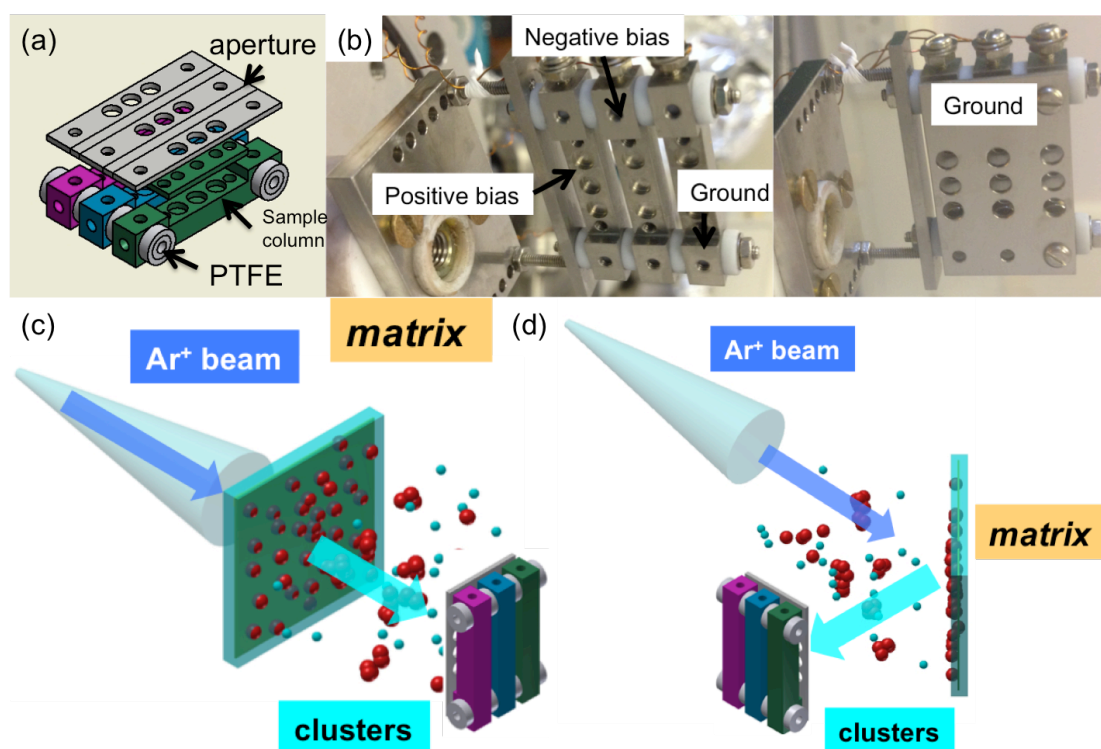 (a)
aperture
Sample
column
PTFE
(b)
Negative bias
Positive bias
Ground
Ground
(c)
matrix
Ar⁺ beam
clusters
(d)
Ar⁺ beam
matrix
clusters